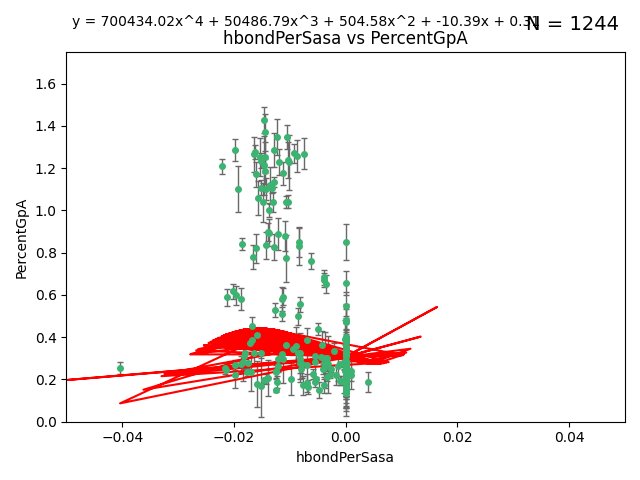 y = 700434.02x^4 + 50486.79x^3 + 504.58x^2 + -10.39x + 0.31
N = 1244
hbondPerSasa vs PercentGpA
PercentGpA
1.6
1.4
1.2
1.0
0.8
0.6
0.4
0.2
0.0
−0.04 −0.02 0.00 0.02 0.04
hbondPerSasa